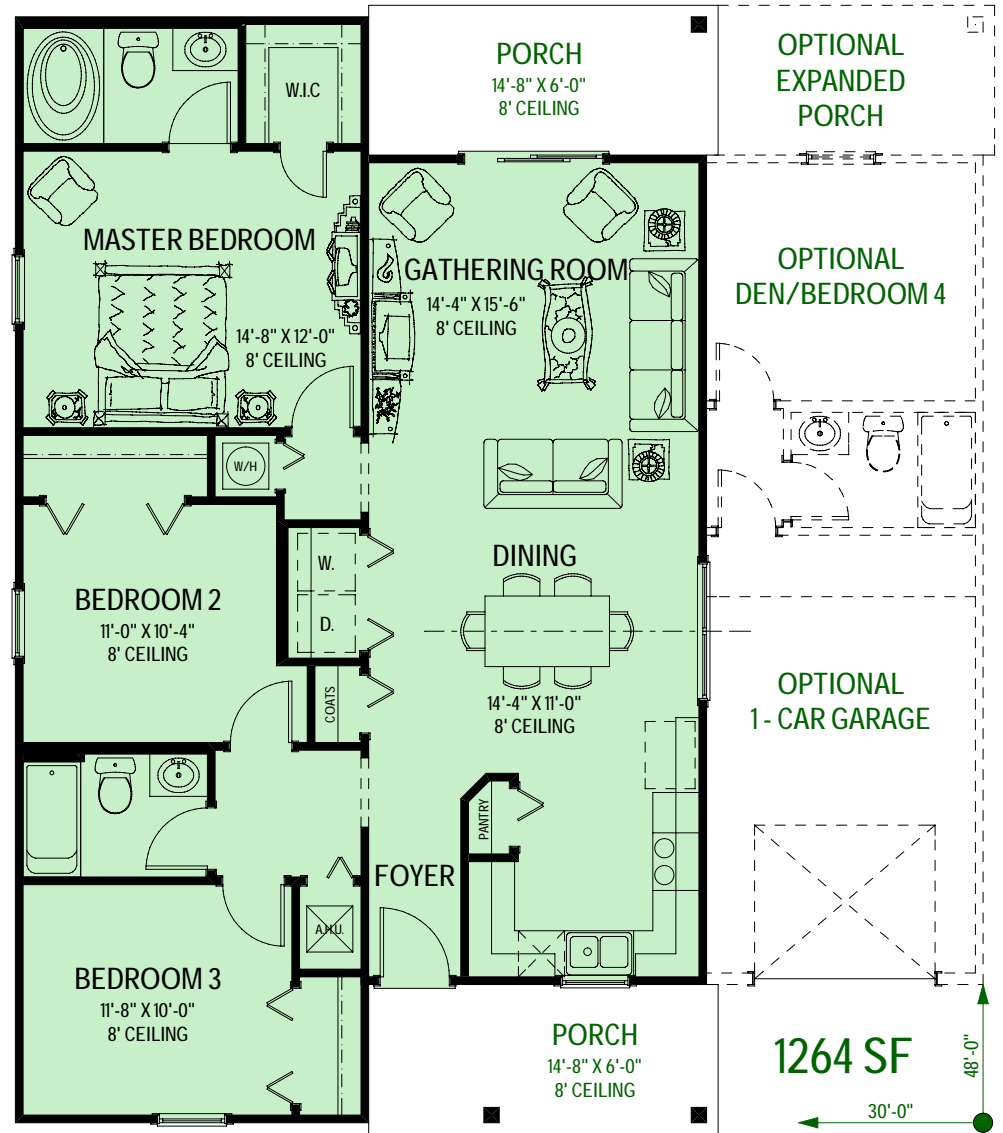 PORCH
14'-8" X 6'-0"
8' CEILING
OPTIONAL
EXPANDED
PORCH
W.I.C
MASTER BEDROOM
14'-8" X 12'-0"
8' CEILING
GATHERING ROOM
14'-4" X 15'-6"
8' CEILING
OPTIONAL
DEN/BEDROOM 4
W/H
W.
D.
DINING
14'-4" X 11'-0"
8' CEILING
BEDROOM 2
11'-0" X 10'-4"
8' CEILING
COATS
OPTIONAL
1 - CAR GARAGE
PANTRY
FOYER
A.H.U.
BEDROOM 3
11'-8" X 10'-0"
8' CEILING
PORCH
14'-8" X 6'-0"
8' CEILING
1264 SF
48'-0"
30'-0"